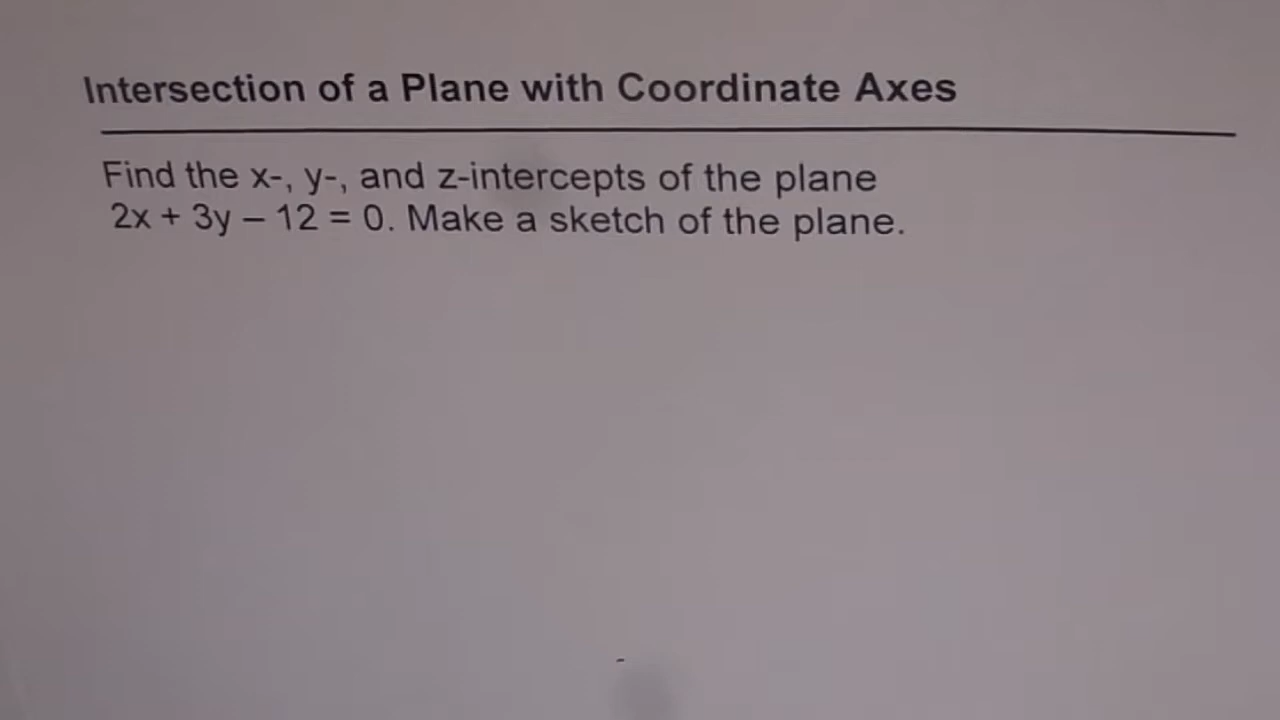 Intersection of a Plane with Coordinate Axes
Find the x-, y-, and z-intercepts of the plane
2x + 3y – 12 = 0. Make a sketch of the plane.